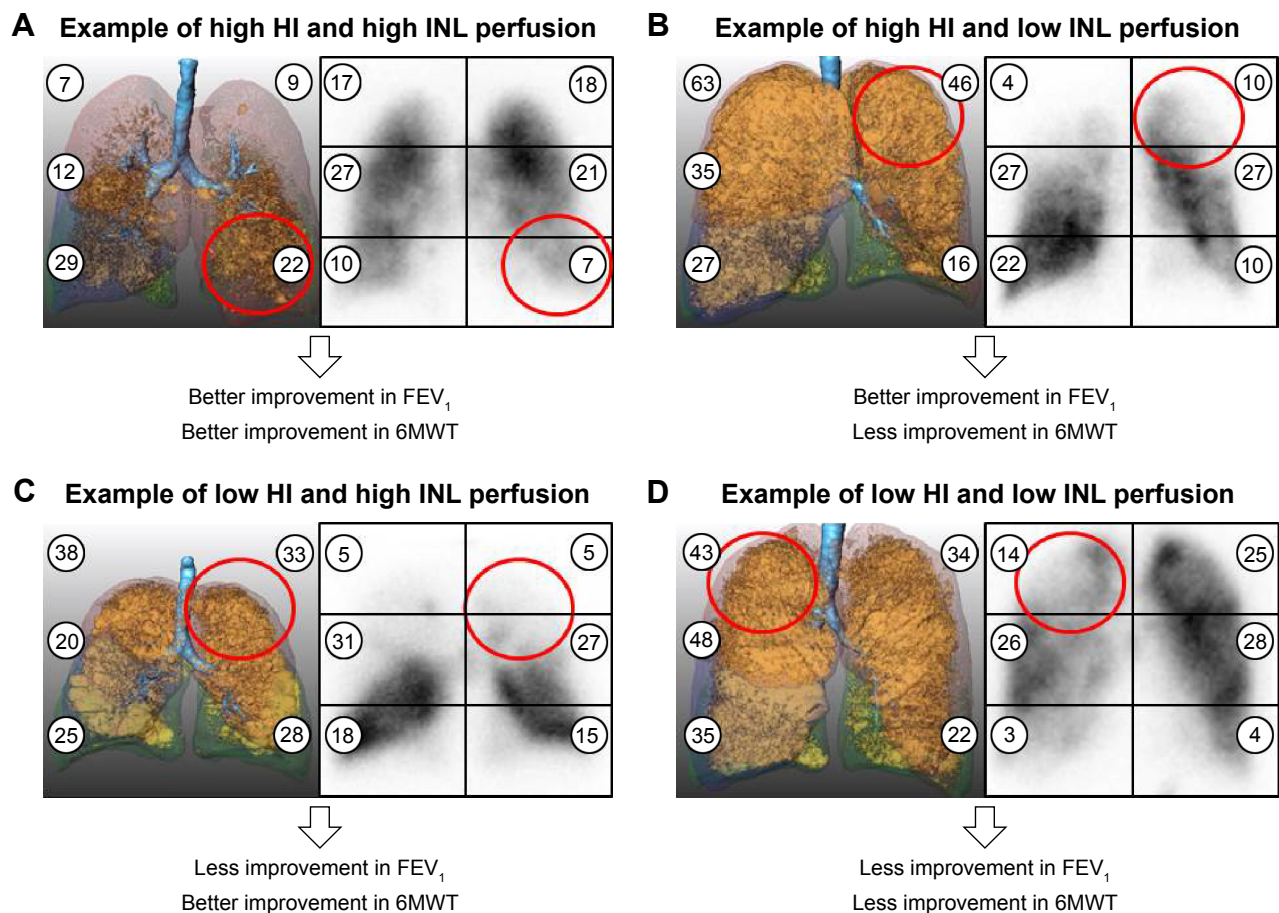 A Example of high HI and high INL perfusion
7 9 17 18
12 27 21
29 22 10 7
Better improvement in FEV1
Better improvement in 6MWT
B Example of high HI and low INL perfusion
63 46 4 10
35 27 27
27 16 22 10
Better improvement in FEV1
Less improvement in 6MWT
C Example of low HI and high INL perfusion
38 33 5 5
20 31 27
25 28 18 15
Less improvement in FEV1
Better improvement in 6MWT
D Example of low HI and low INL perfusion
43 34 14 25
48 26 28
35 22 3 4
Less improvement in FEV1
Less improvement in 6MWT